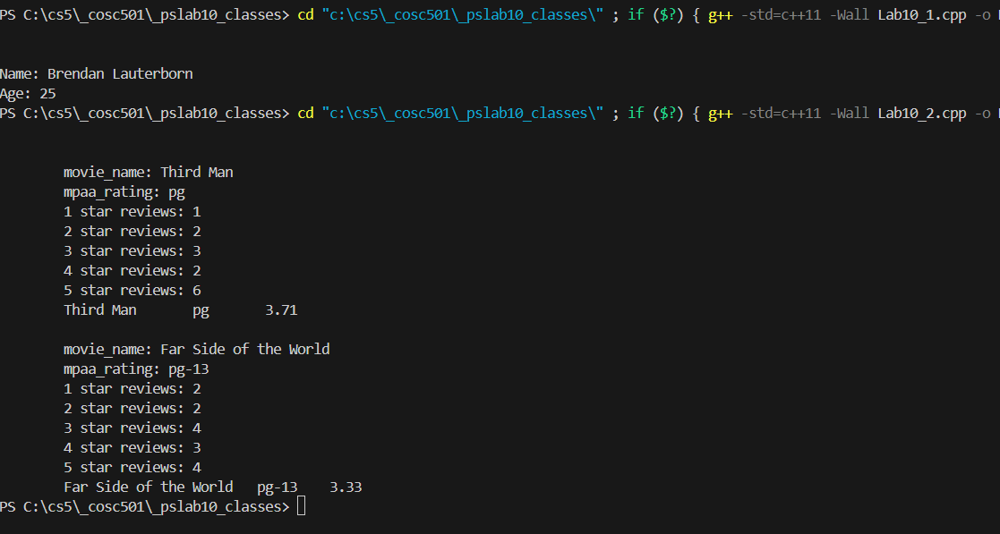 PS C:\cs5\_cosc501\_pslab10_classes> cd "c:\cs5\_cosc501\_pslab10_classes\" ; if ($?) { g++ -std=c++11 -Wall Lab10_1.cpp -o
Name: Brendan Lauterborn
Age: 25
PS C:\cs5\_cosc501\_pslab10_classes> cd "c:\cs5\_cosc501\_pslab10_classes\" ; if ($?) { g++ -std=c++11 -Wall Lab10_2.cpp -o
movie_name: Third Man
mpaa_rating: pg
1 star reviews: 1
2 star reviews: 2
3 star reviews: 3
4 star reviews: 2
5 star reviews: 6
Third Man pg 3.71
movie_name: Far Side of the World
mpaa_rating: pg-13
1 star reviews: 2
2 star reviews: 2
3 star reviews: 4
4 star reviews: 3
5 star reviews: 4
Far Side of the World pg-13 3.33
PS C:\cs5\_cosc501\_pslab10_classes>